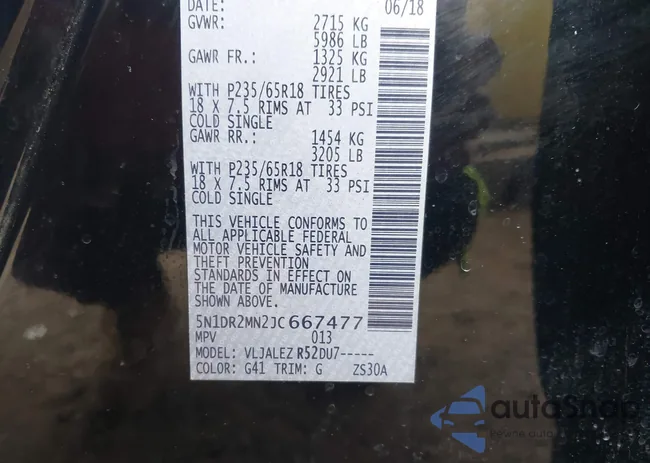 DATE: 06/18
GVWR: 2715 KG
5986 LB
GAWR FR.: 1325 KG
2921 LB
WITH P235/65R18 TIRES
18 X 7.5 RIMS AT 33 PSI
COLD SINGLE
GAWR RR.: 1454 KG
3205 LB
WITH P235/65R18 TIRES
18 X 7.5 RIMS AT 33 PSI
COLD SINGLE
THIS VEHICLE CONFORMS TO
ALL APPLICABLE FEDERAL
MOTOR VEHICLE SAFETY AND
THEFT PREVENTION
STANDARDS IN EFFECT ON
THE DATE OF MANUFACTURE
SHOWN ABOVE.
5N1DR2MN2JC667477
MPV 013
MODEL: VLJALEZ R52DU7-----
COLOR: G41 TRIM: G ZS30A
autoSnap
pewne auto